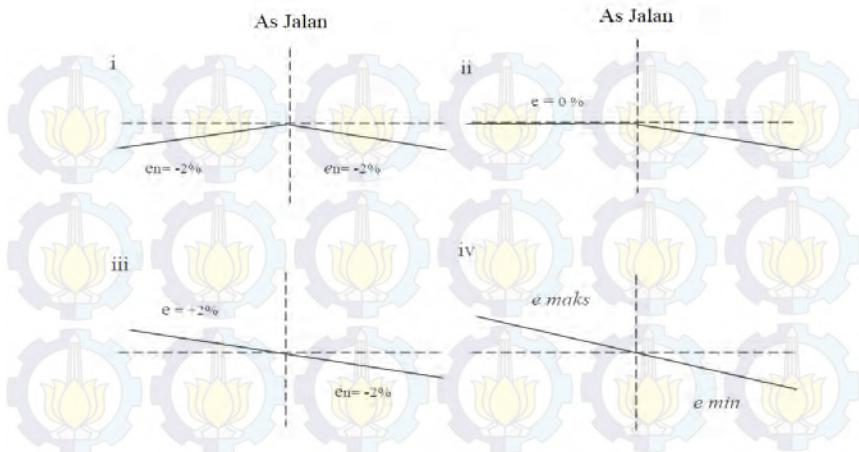 As Jalan
As Jalan
i
ii
e = 0 %
en= -2%
en= -2%
iii
iv
e = +2%
e maks
en= -2%
e min